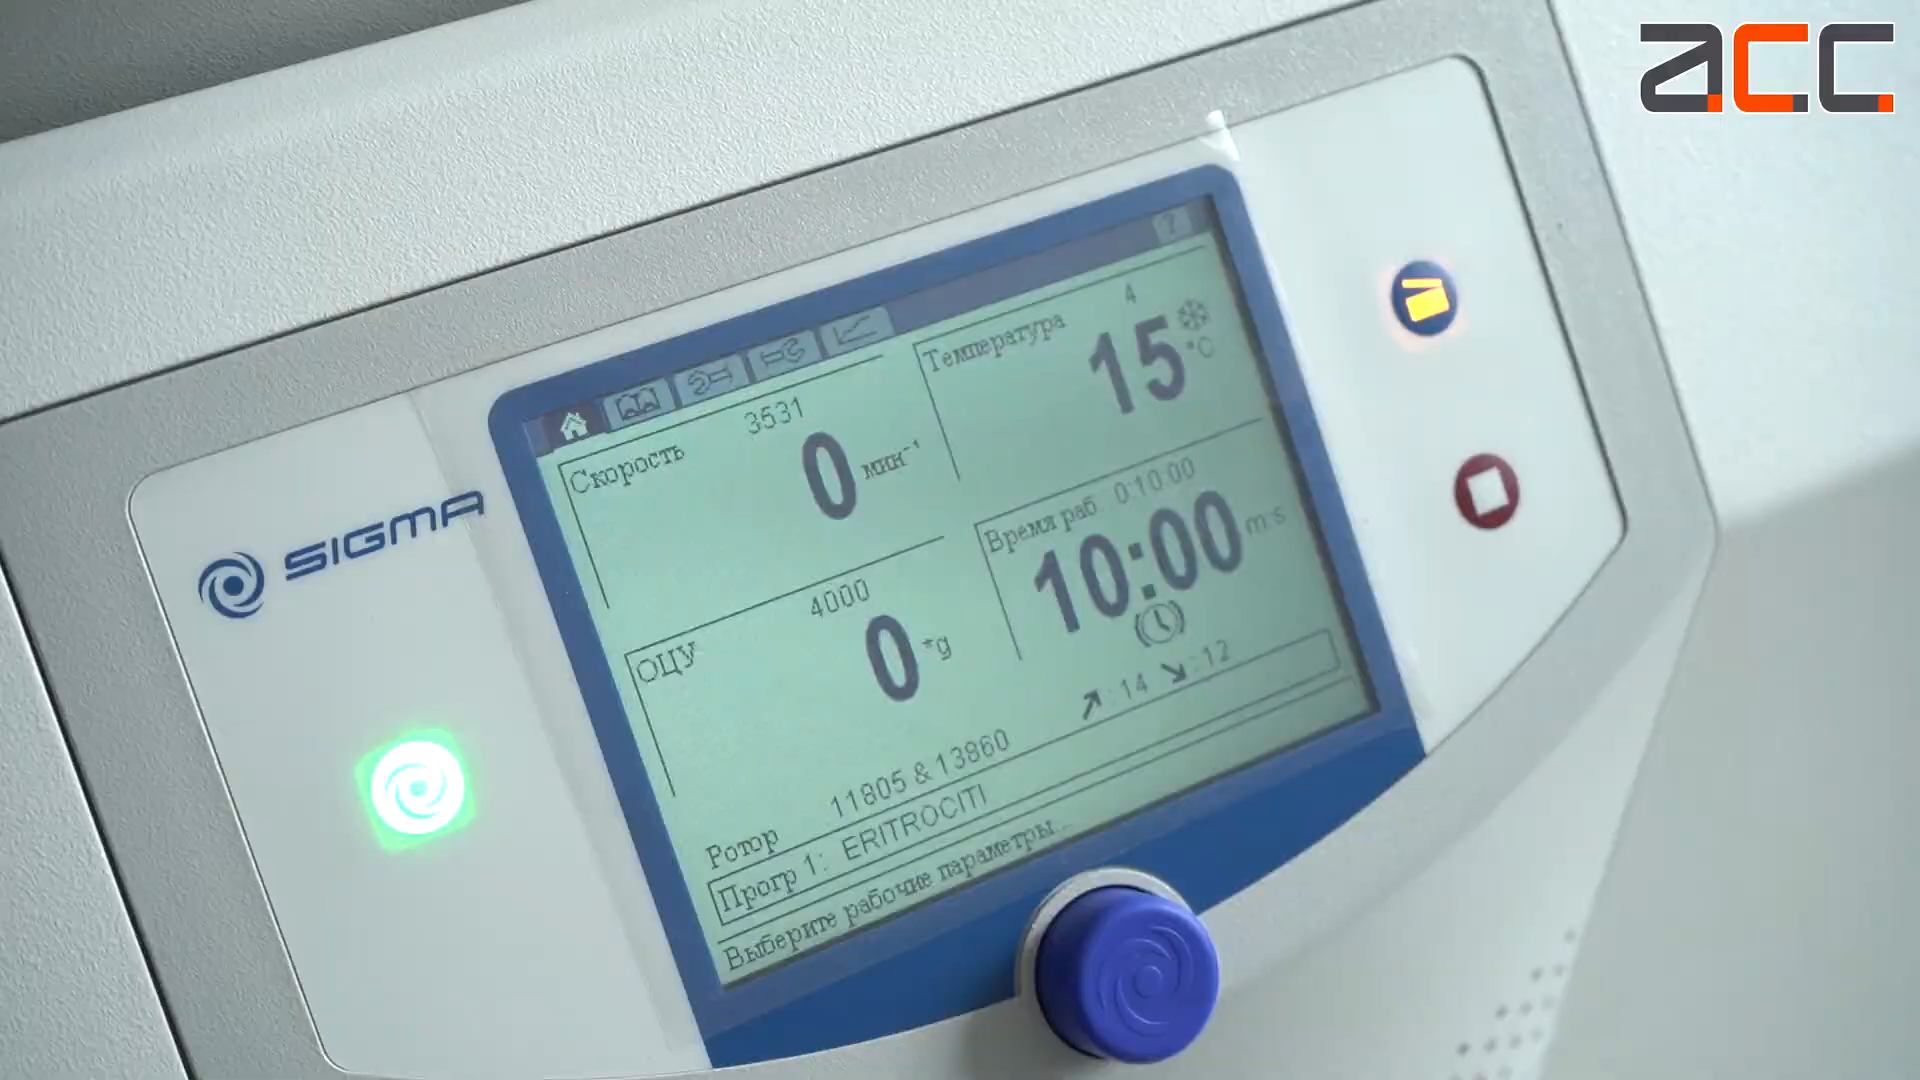 acc
?
SIGMA
Скорость
3531
0 мин⁻¹
Температура
4
15 °C
ОЦУ
4000
0 *g
Время раб. 0:10:00
10:00 m:s
: 14 : 12
Ротор 11805 & 13860
Прогр 1: ERITROCITI
Выберите рабочие параметры...